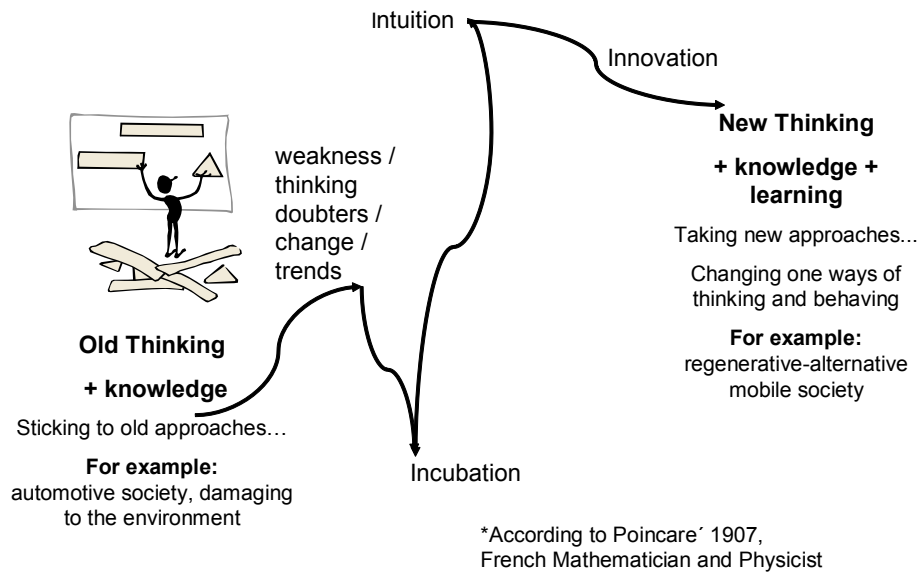 Intuition
Innovation
New Thinking
+ knowledge +
learning
Taking new approaches...
Changing one ways of
thinking and behaving
For example:
regenerative-alternative
mobile society
weakness /
thinking
doubters /
change /
trends
Old Thinking
+ knowledge
Sticking to old approaches…
For example:
automotive society, damaging
to the environment
Incubation
*According to Poincare´ 1907,
French Mathematician and Physicist